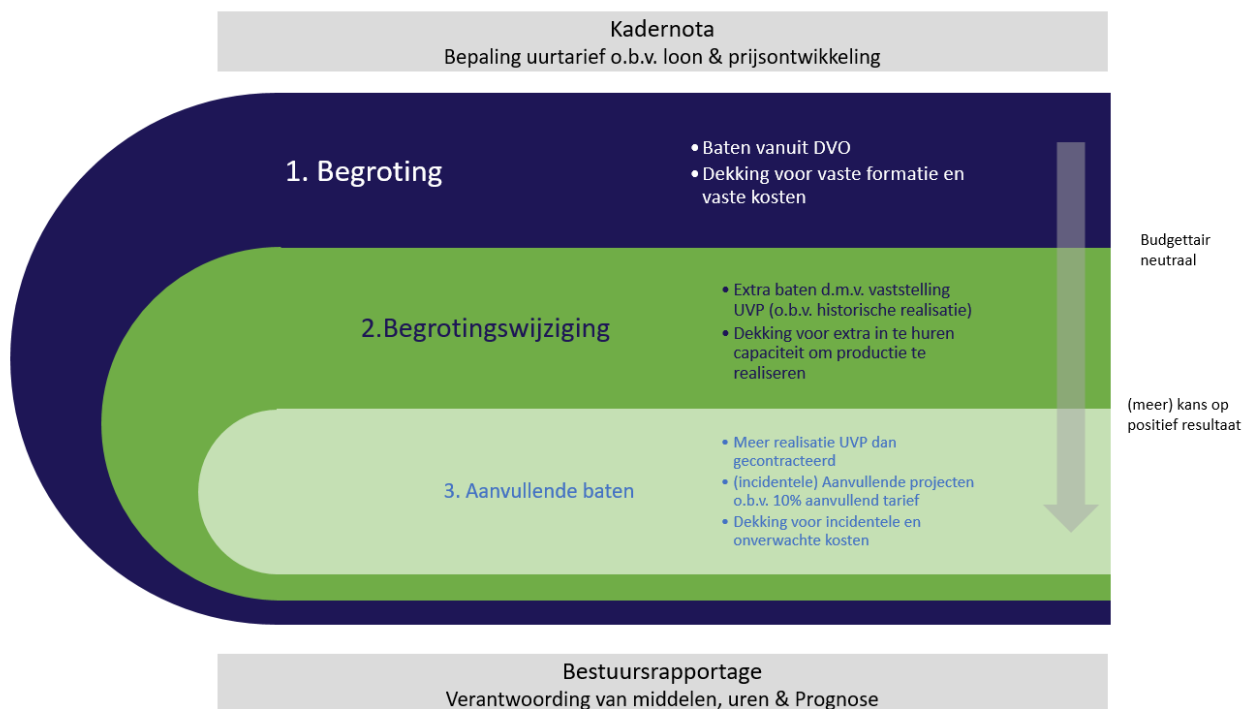 Kadernota
Bepaling uurtarief o.b.v. loon & prijsontwikkeling
1. Begroting
• Baten vanuit DVO
• Dekking voor vaste formatie en
vaste kosten
Budgettair
neutraal
2.Begrotingswijziging
• Extra baten d.m.v. vaststelling
UVP (o.b.v. historische realisatie)
• Dekking voor extra in te huren
capaciteit om productie te
realiseren
(meer) kans op
positief resultaat
3. Aanvullende baten
• Meer realisatie UVP dan
gecontracteerd
• (incidentele) Aanvullende projecten
o.b.v. 10% aanvullend tarief
• Dekking voor incidentele en
onverwachte kosten
Bestuursrapportage
Verantwoording van middelen, uren & Prognose